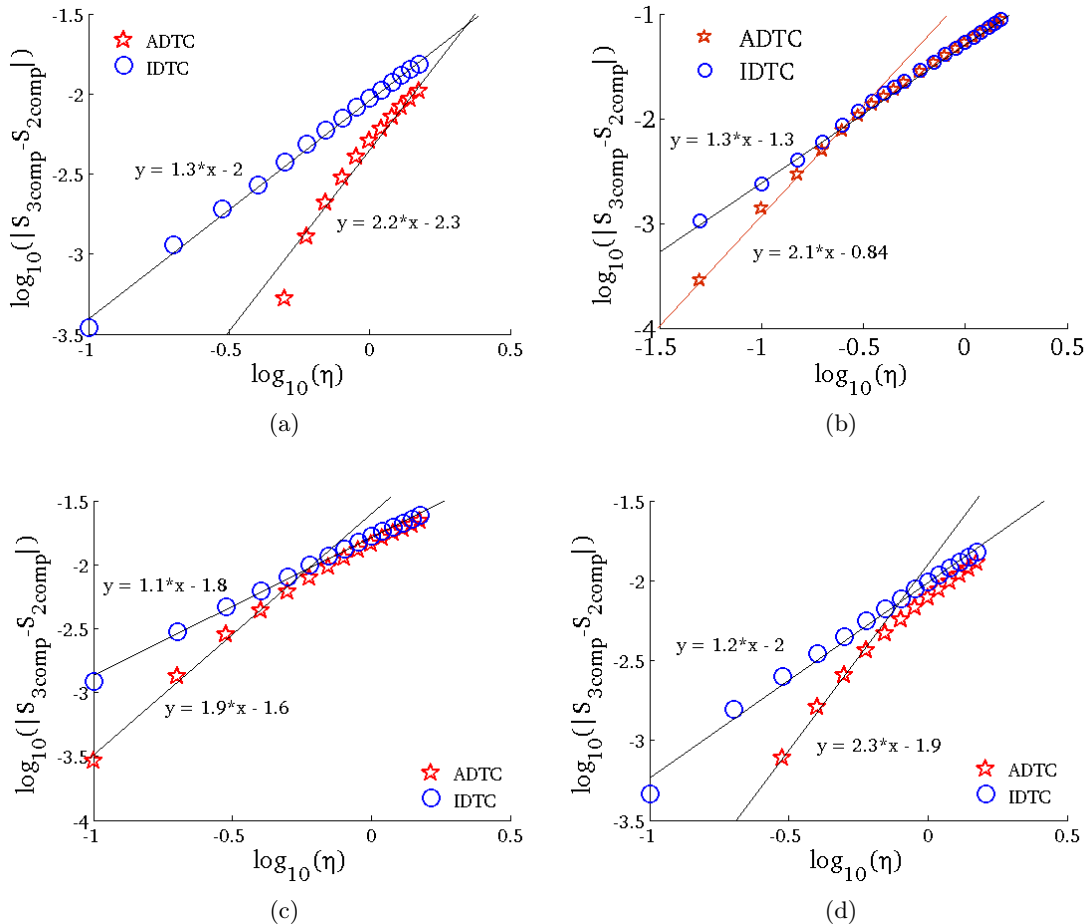 -1.5
-2
-2.5
-3
-3.5
-1
-0.5
0
0.5
ADTC
IDTC
y = 1.3*x - 2
y = 2.2*x - 2.3
log10(|S3comp-S2comp|)
log10(η)
(a)
-1
-2
-3
-4
-1.5
-1
-0.5
0
0.5
ADTC
IDTC
y = 1.3*x - 1.3
y = 2.1*x - 0.84
log10(|S3comp-S2comp|)
log10(η)
(b)
-1.5
-2
-2.5
-3
-3.5
-4
-1
-0.5
0
0.5
y = 1.1*x - 1.8
y = 1.9*x - 1.6
ADTC
IDTC
log10(|S3comp-S2comp|)
log10(η)
(c)
-1.5
-2
-2.5
-3
-3.5
-1
-0.5
0
0.5
y = 1.2*x - 2
y = 2.3*x - 1.9
ADTC
IDTC
log10(|S3comp-S2comp|)
log10(η)
(d)